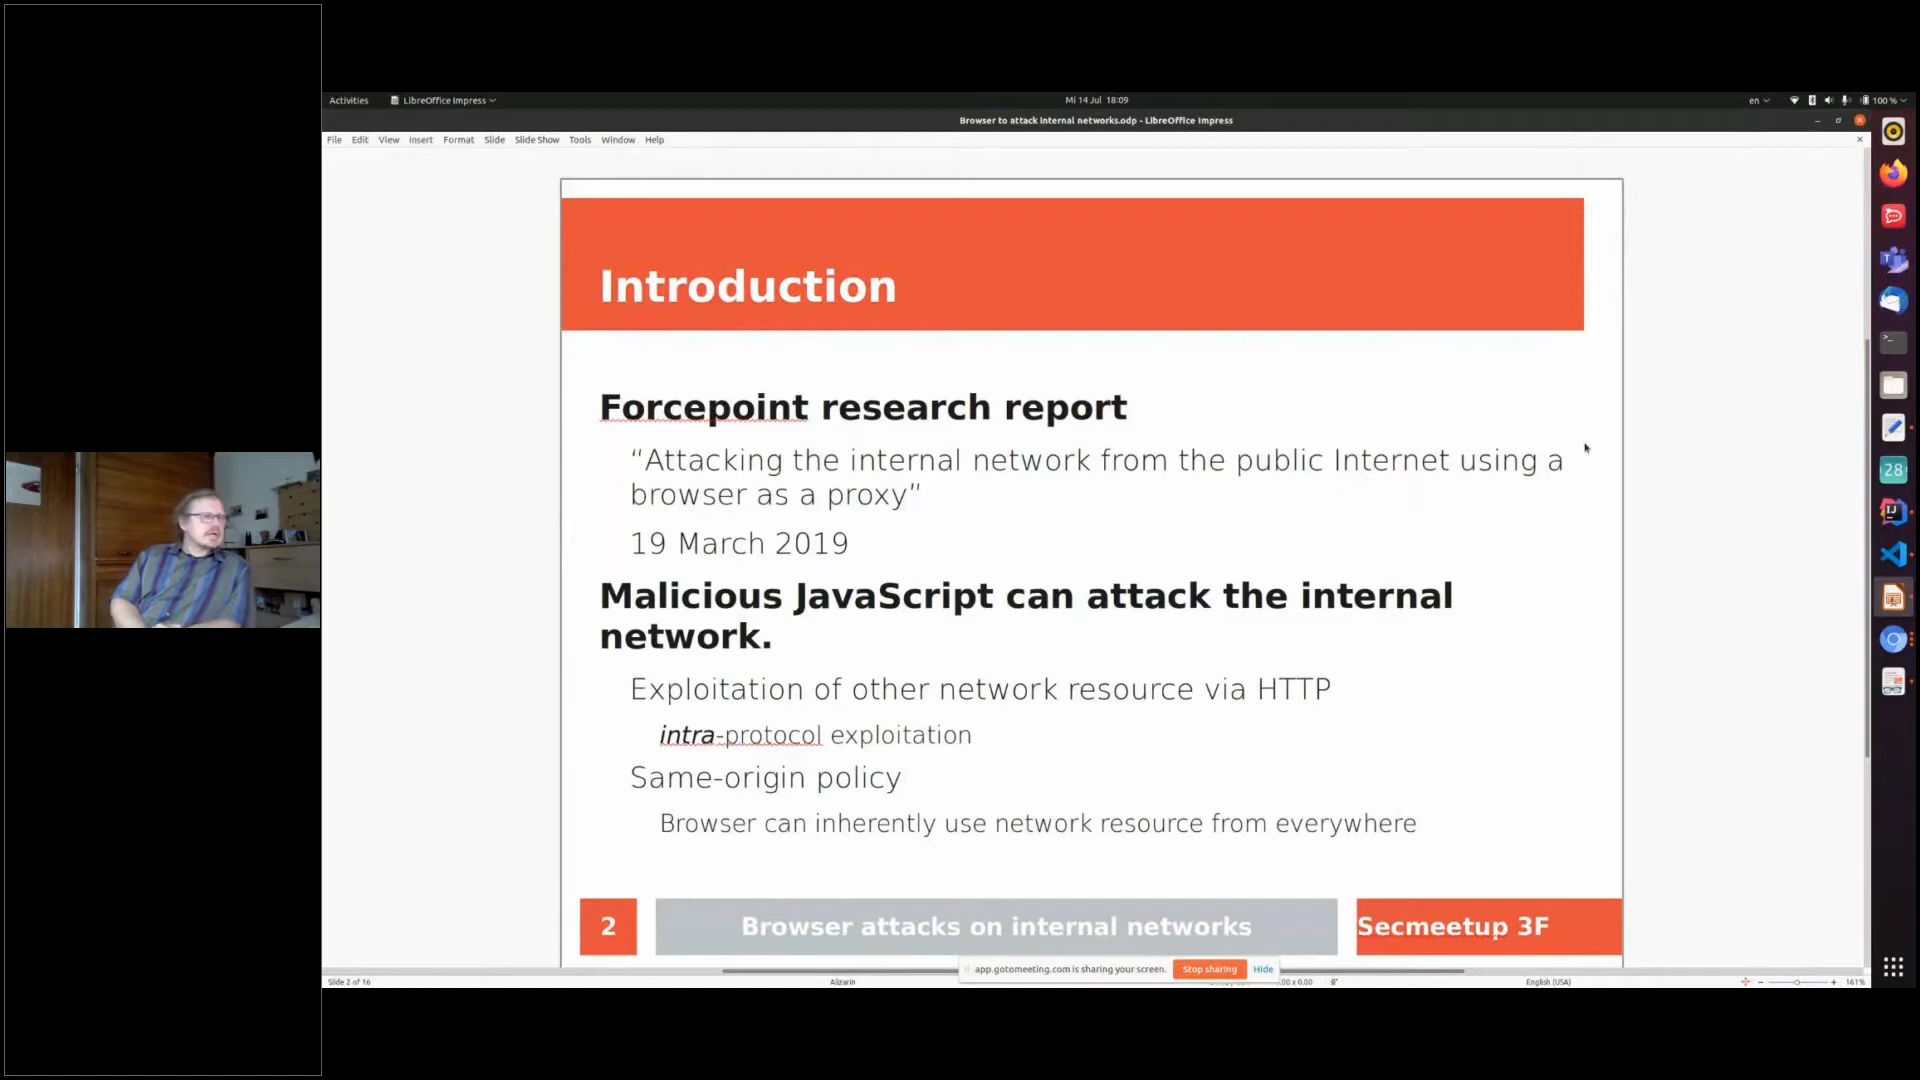 Activities LibreOffice Impress Mi 14 Jul 18:09 en 100 %
Browser to attack internal networks.odp - LibreOffice Impress
File Edit View Insert Format Slide Slide Show Tools Window Help
Introduction
Forcepoint research report
“Attacking the internal network from the public Internet using a
browser as a proxy”
19 March 2019
Malicious JavaScript can attack the internal
network.
Exploitation of other network resource via HTTP
intra-protocol exploitation
Same-origin policy
Browser can inherently use network resource from everywhere
2 Browser attacks on internal networks Secmeetup 3F
app.gotomeeting.com is sharing your screen. Stop sharing Hide
Slide 2 of 16 Alizarin English (USA) 161%
28
IJ